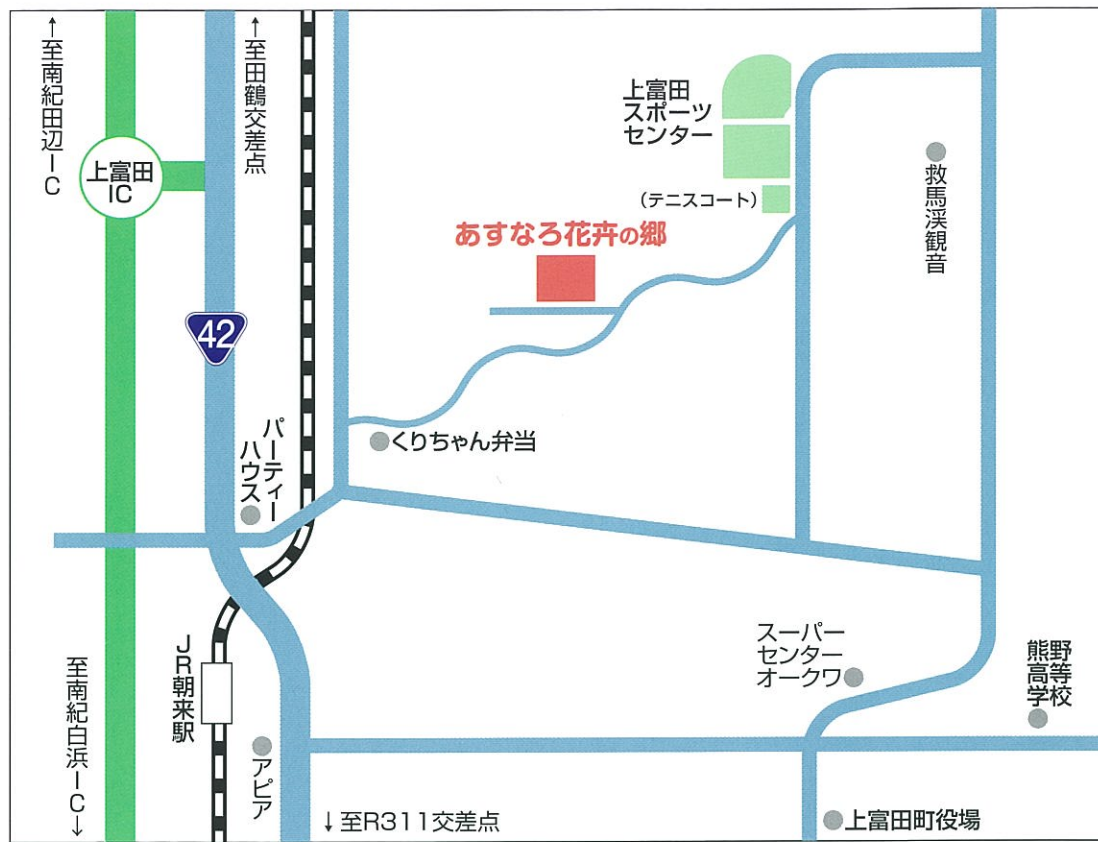 ←至南紀田辺IC
←至田鶴交差点
上富田
IC
上富田
スポーツ
センター
(テニスコート)
救馬渓観音
あすなろ花卉の郷
42
くりちゃん弁当
パーティー
ハウス
スーパー
センター
オークワ
熊野
高等
学校
JR朝来駅
至南紀白浜IC→
アピア
↓至R311交差点
上富田町役場